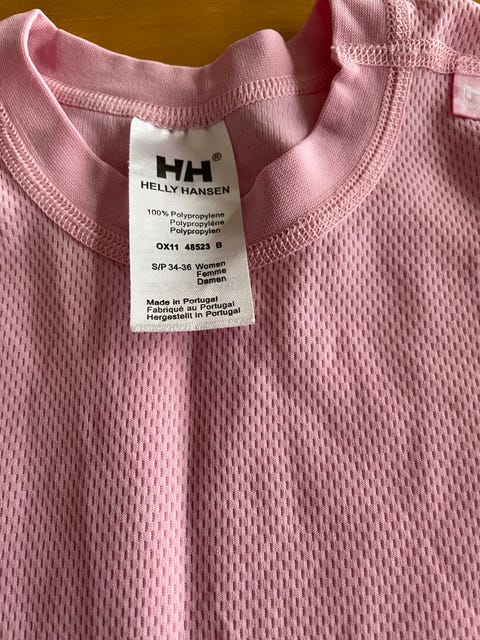 HH®
HELLY HANSEN
100% Polypropylene
Polypropyléne
Polypropylen
OX11 48523 B
S/P 34-36 Women
Femme
Damen
Made in Portugal
Fabriqué au Portugal
Hergestellt in Portugal